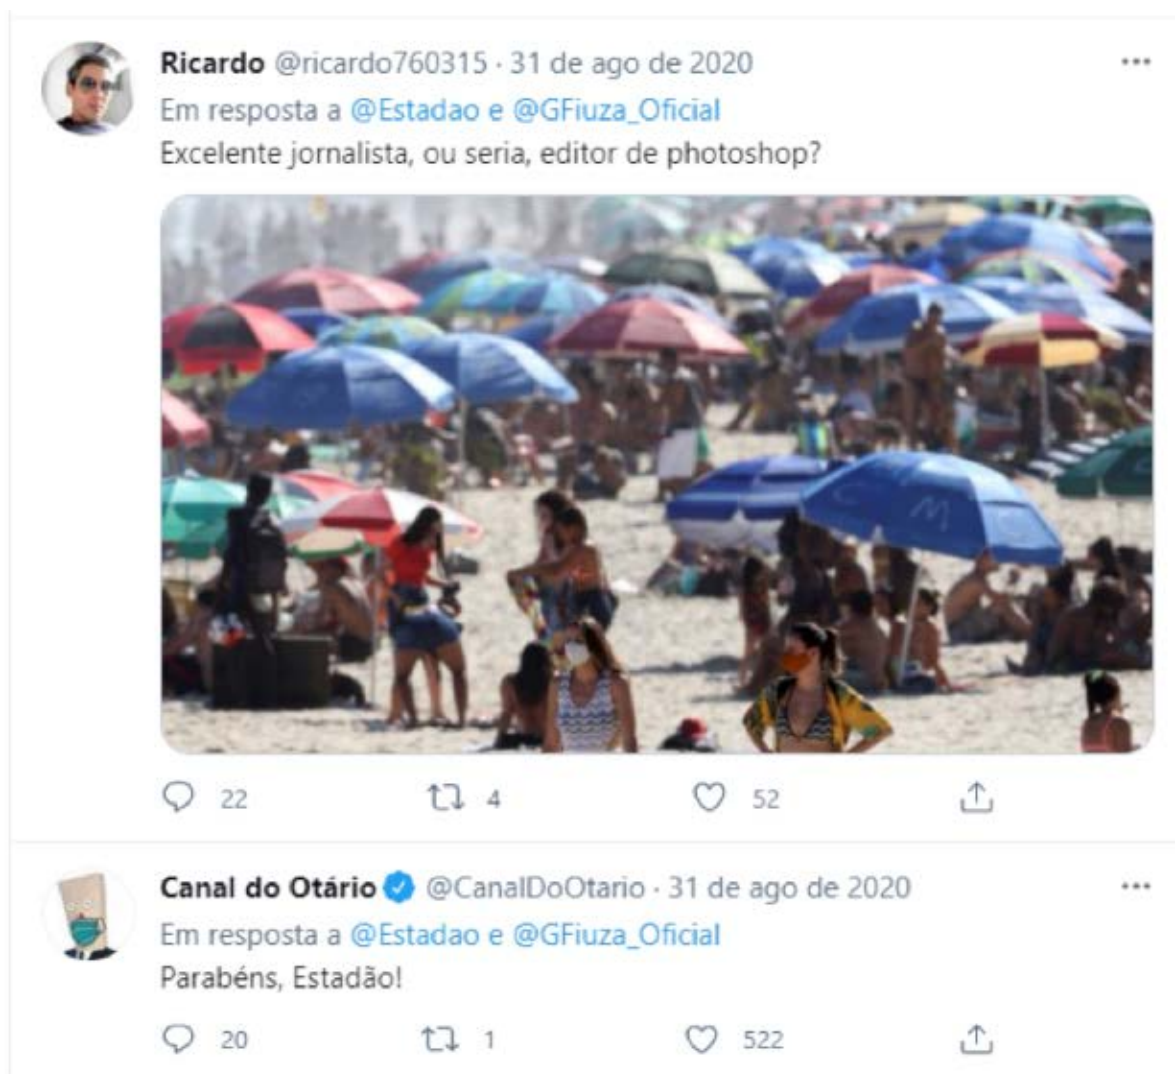 Ricardo @ricardo760315 · 31 de ago de 2020
Em resposta a @Estadao e @GFiuza_Oficial
Excelente jornalista, ou seria, editor de photoshop?
C M
22 4 52
Canal do Otário @CanalDoOtario · 31 de ago de 2020
Em resposta a @Estadao e @GFiuza_Oficial
Parabéns, Estadão!
20 1 522